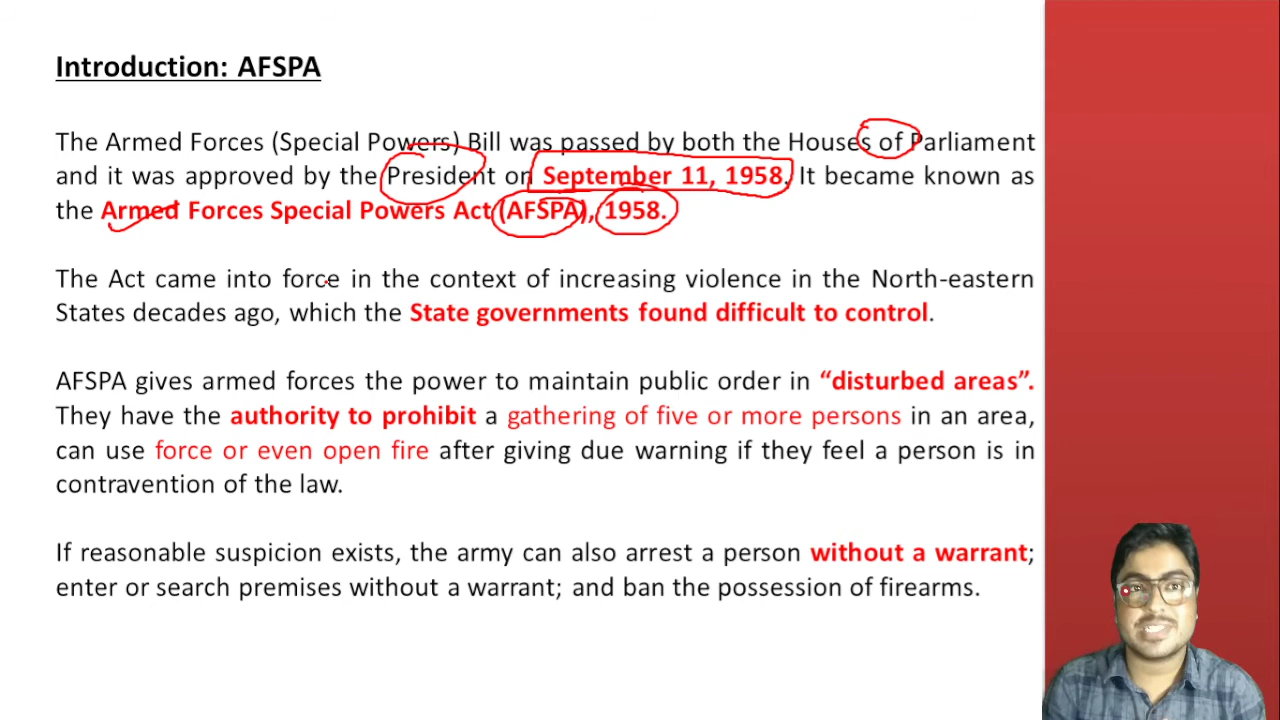 Introduction: AFSPA
The Armed Forces (Special Powers) Bill was passed by both the Houses of Parliament
and it was approved by the President on September 11, 1958. It became known as
the Armed Forces Special Powers Act (AFSPA), 1958.
The Act came into force in the context of increasing violence in the North-eastern
States decades ago, which the State governments found difficult to control.
AFSPA gives armed forces the power to maintain public order in “disturbed areas”.
They have the authority to prohibit a gathering of five or more persons in an area,
can use force or even open fire after giving due warning if they feel a person is in
contravention of the law.
If reasonable suspicion exists, the army can also arrest a person without a warrant;
enter or search premises without a warrant; and ban the possession of firearms.